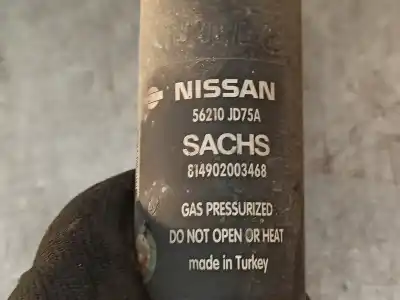 NISSAN
56210 JD75A
SACHS
814902003468
GAS PRESSURIZED
DO NOT OPEN OR HEAT
made in Turkey